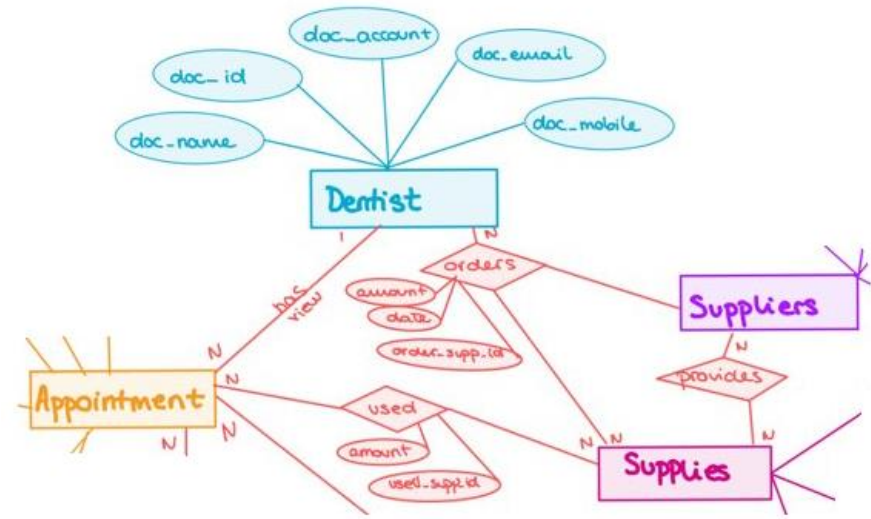 doc_account
doc_email
doc_id
doc_name
doc_mobile
Dentist
1
N
orders
has
view
amount
date
Suppliers
order_supp_id
N
N
provides
N
Appointment
used
N
N
N
N
N
amount
Supplies
used_supp_id